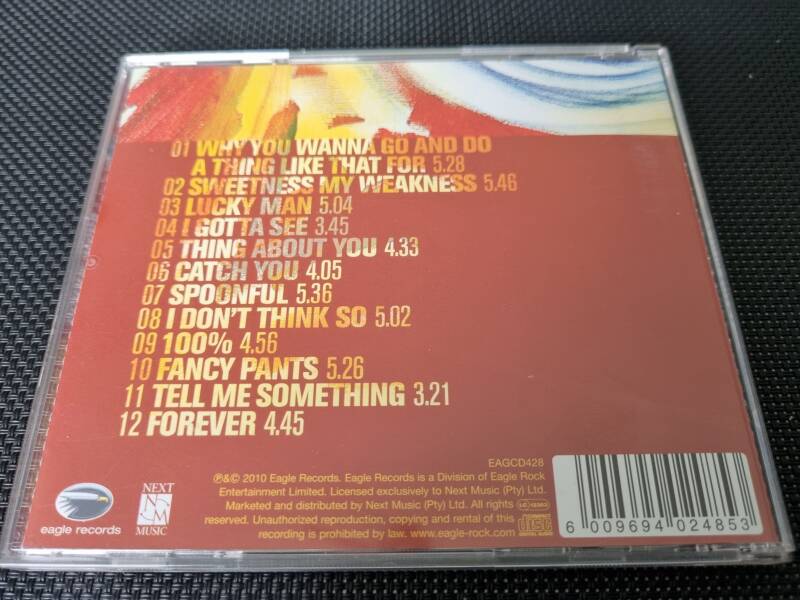 01 WHY YOU WANNA GO AND DO
A THING LIKE THAT FOR 5.28
02 SWEETNESS MY WEAKNESS 5.46
03 LUCKY MAN 5.04
04 I GOTTA SEE 3.45
05 THING ABOUT YOU 4.33
06 CATCH YOU 4.05
07 SPOONFUL 5.36
08 I DON'T THINK SO 5.02
09 100% 4.56
10 FANCY PANTS 5.26
11 TELL ME SOMETHING 3.21
12 FOREVER 4.45
EAGCD428
eagle records
NEXT
NM
MUSIC
℗&© 2010 Eagle Records. Eagle Records is a Division of Eagle Rock
Entertainment Limited. Licensed exclusively to Next Music (Pty) Ltd.
Marketed and distributed by Next Music (Pty) Ltd. All rights
reserved. Unauthorized reproduction, copying and rental of this
recording is prohibited by law. www.eagle-rock.com
COMPACT
disc
DIGITAL AUDIO
6 009694 024853